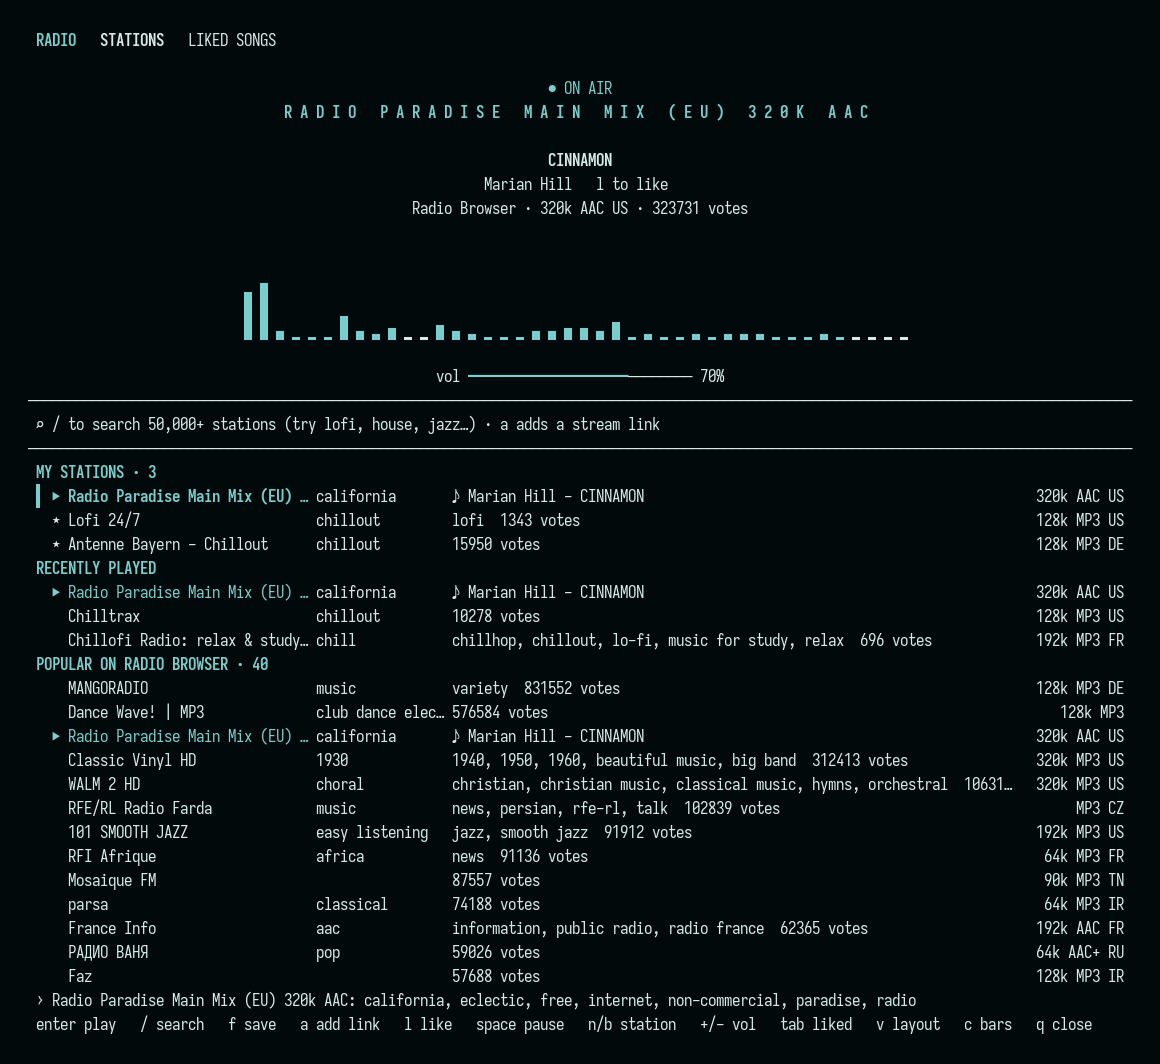 RADIO STATIONS LIKED SONGS
● ON AIR
RADIO PARADISE MAIN MIX (EU) 320K AAC
CINNAMON
Marian Hill l to like
Radio Browser · 320k AAC US · 323731 votes
vol 70%
⌕ / to search 50,000+ stations (try lofi, house, jazz…) · a adds a stream link
MY STATIONS · 3
▶ Radio Paradise Main Mix (EU) … california ♪ Marian Hill – CINNAMON 320k AAC US
★ Lofi 24/7 chillout lofi 1343 votes 128k MP3 US
★ Antenne Bayern – Chillout chillout 15950 votes 128k MP3 DE
RECENTLY PLAYED
▶ Radio Paradise Main Mix (EU) … california ♪ Marian Hill – CINNAMON 320k AAC US
Chilltrax chillout 10278 votes 128k MP3 US
Chillofi Radio: relax & study… chill chillhop, chillout, lo-fi, music for study, relax 696 votes 192k MP3 FR
POPULAR ON RADIO BROWSER · 40
MANGORADIO music variety 831552 votes 128k MP3 DE
Dance Wave! | MP3 club dance elec… 576584 votes 128k MP3
▶ Radio Paradise Main Mix (EU) … california ♪ Marian Hill – CINNAMON 320k AAC US
Classic Vinyl HD 1930 1940, 1950, 1960, beautiful music, big band 312413 votes 320k MP3 US
WALM 2 HD choral christian, christian music, classical music, hymns, orchestral 10631… 320k MP3 US
RFE/RL Radio Farda music news, persian, rfe-rl, talk 102839 votes MP3 CZ
101 SMOOTH JAZZ easy listening jazz, smooth jazz 91912 votes 192k MP3 US
RFI Afrique africa news 91136 votes 64k MP3 FR
Mosaique FM 87557 votes 90k MP3 TN
parsa classical 74188 votes 64k MP3 IR
France Info aac information, public radio, radio france 62365 votes 192k AAC FR
РАДИО ВАНЯ pop 59026 votes 64k AAC+ RU
Faz 57688 votes 128k MP3 IR
› Radio Paradise Main Mix (EU) 320k AAC: california, eclectic, free, internet, non-commercial, paradise, radio
enter play / search f save a add link l like space pause n/b station +/- vol tab liked v layout c bars q close